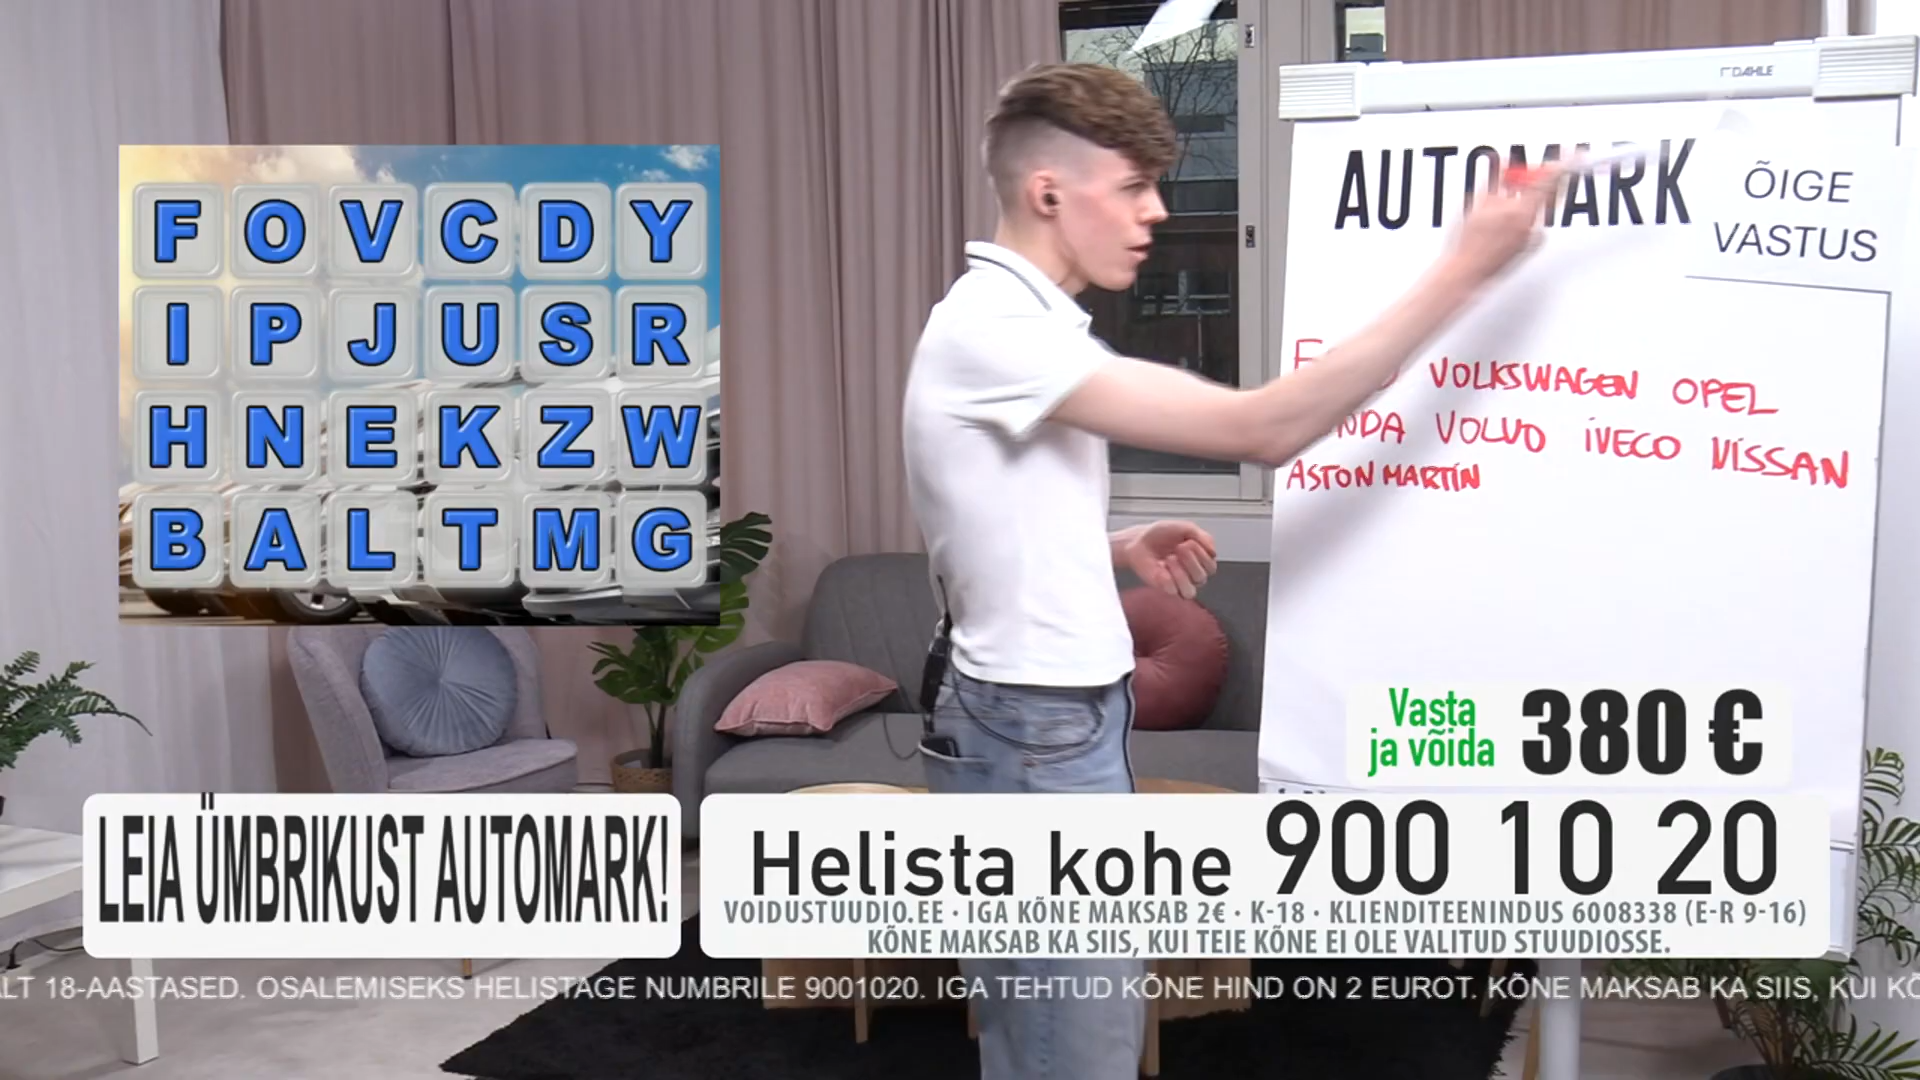 F O V C D Y
I P J U S R
H N E K Z W
B A L T M G
DAHLE
AUTOMARK
ÕIGE
VASTUS
VOLKSWAGEN OPEL
VOLVO IVECO NISSAN
ASTON MARTIN
Vasta
ja võida
380 €
LEIA ÜMBRIKUST AUTOMARK!
Helista kohe 900 10 20
VOIDUSTUUDIO.EE · IGA KÕNE MAKSAB 2€ · K-18 · KLIENDITEENINDUS 6008338 (E-R 9-16)
KÕNE MAKSAB KA SIIS, KUI TEIE KÕNE EI OLE VALITUD STUUDIOSSE.
ALT 18-AASTASED. OSALEMISEKS HELISTAGE NUMBRILE 9001020. IGA TEHTUD KÕNE HIND ON 2 EUROT. KÕNE MAKSAB KA SIIS, KUI KÕ